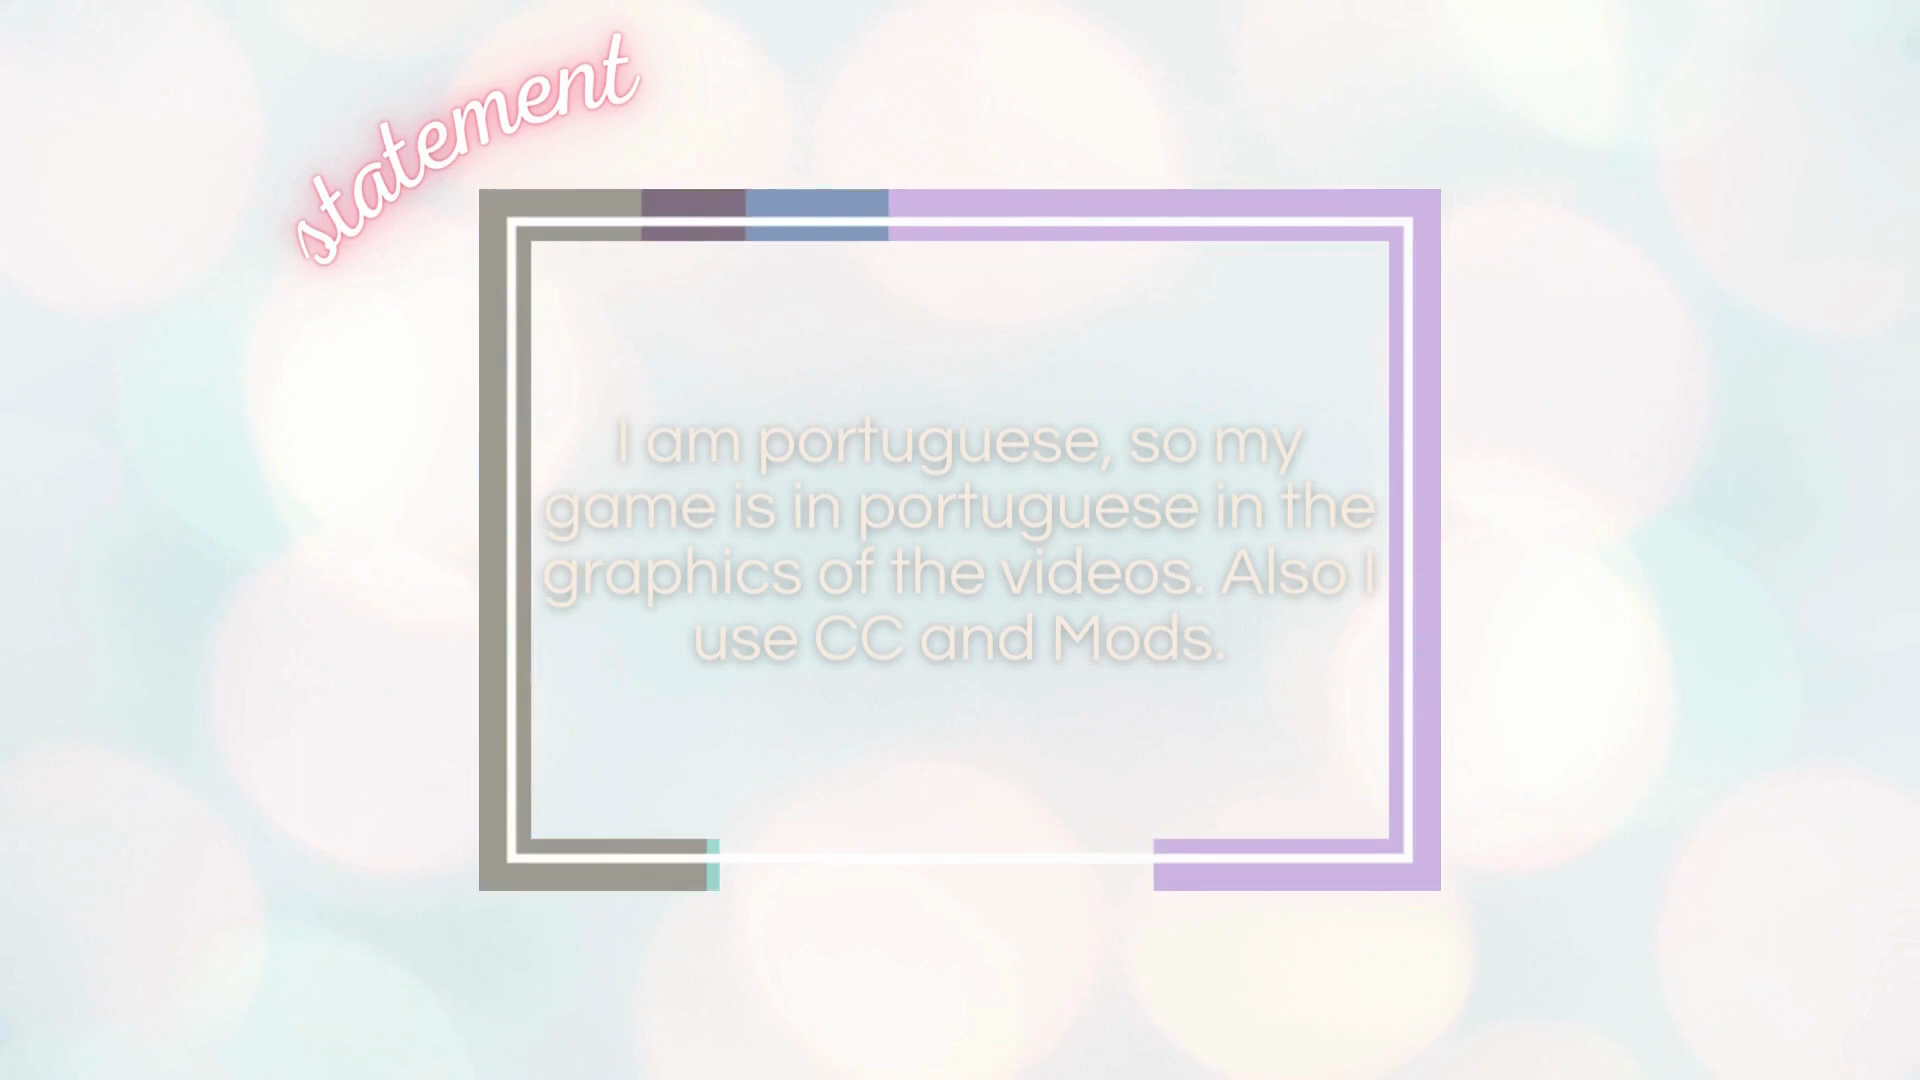 statement
I am portuguese, so my
game is in portuguese in the
graphics of the videos. Also I
use CC and Mods.